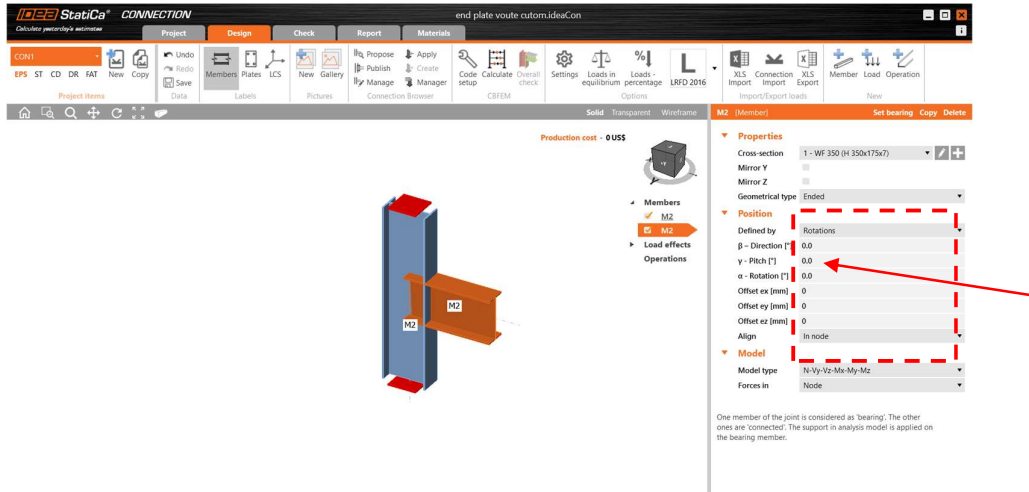 IDEA StatiCa® CONNECTION
end plate voute cutom.ideaCon
Calculate yesterday's estimates
Project Design Check Report Materials
CON1
EPS ST CD DR FAT
New Copy
Project Items
Undo
Redo
Save
Data
Members Plates LCS
Labels
New Gallery
Pictures
Propose
Publish
Manage
Apply
Create
Manager
Connection Browser
Code setup
Calculate
Overall check
CBFEM
Settings
Loads in equilibrium
Loads - percentage
LRFD 2016
Options
XLS Import
Connection Import
XLS Export
Import/Export loads
Member Load Operation
New
Solid Transparent Wireframe
M2 [Member] Set bearing Copy Delete
Production cost - 0 US$
Members
M2
M2
Load effects
Operations
M2
M2
Properties
Cross-section 1 - WF 350 (H 350x175x7)
Mirror Y
Mirror Z
Geometrical type Ended
Position
Defined by Rotations
β – Direction [°] 0.0
γ - Pitch [°] 0.0
α - Rotation [°] 0.0
Offset ex [mm] 0
Offset ey [mm] 0
Offset ez [mm] 0
Align In node
Model
Model type N-Vy-Vz-Mx-My-Mz
Forces in Node
One member of the joint is considered as 'bearing'. The other
ones are 'connected'. The support in analysis model is applied on
the bearing member.